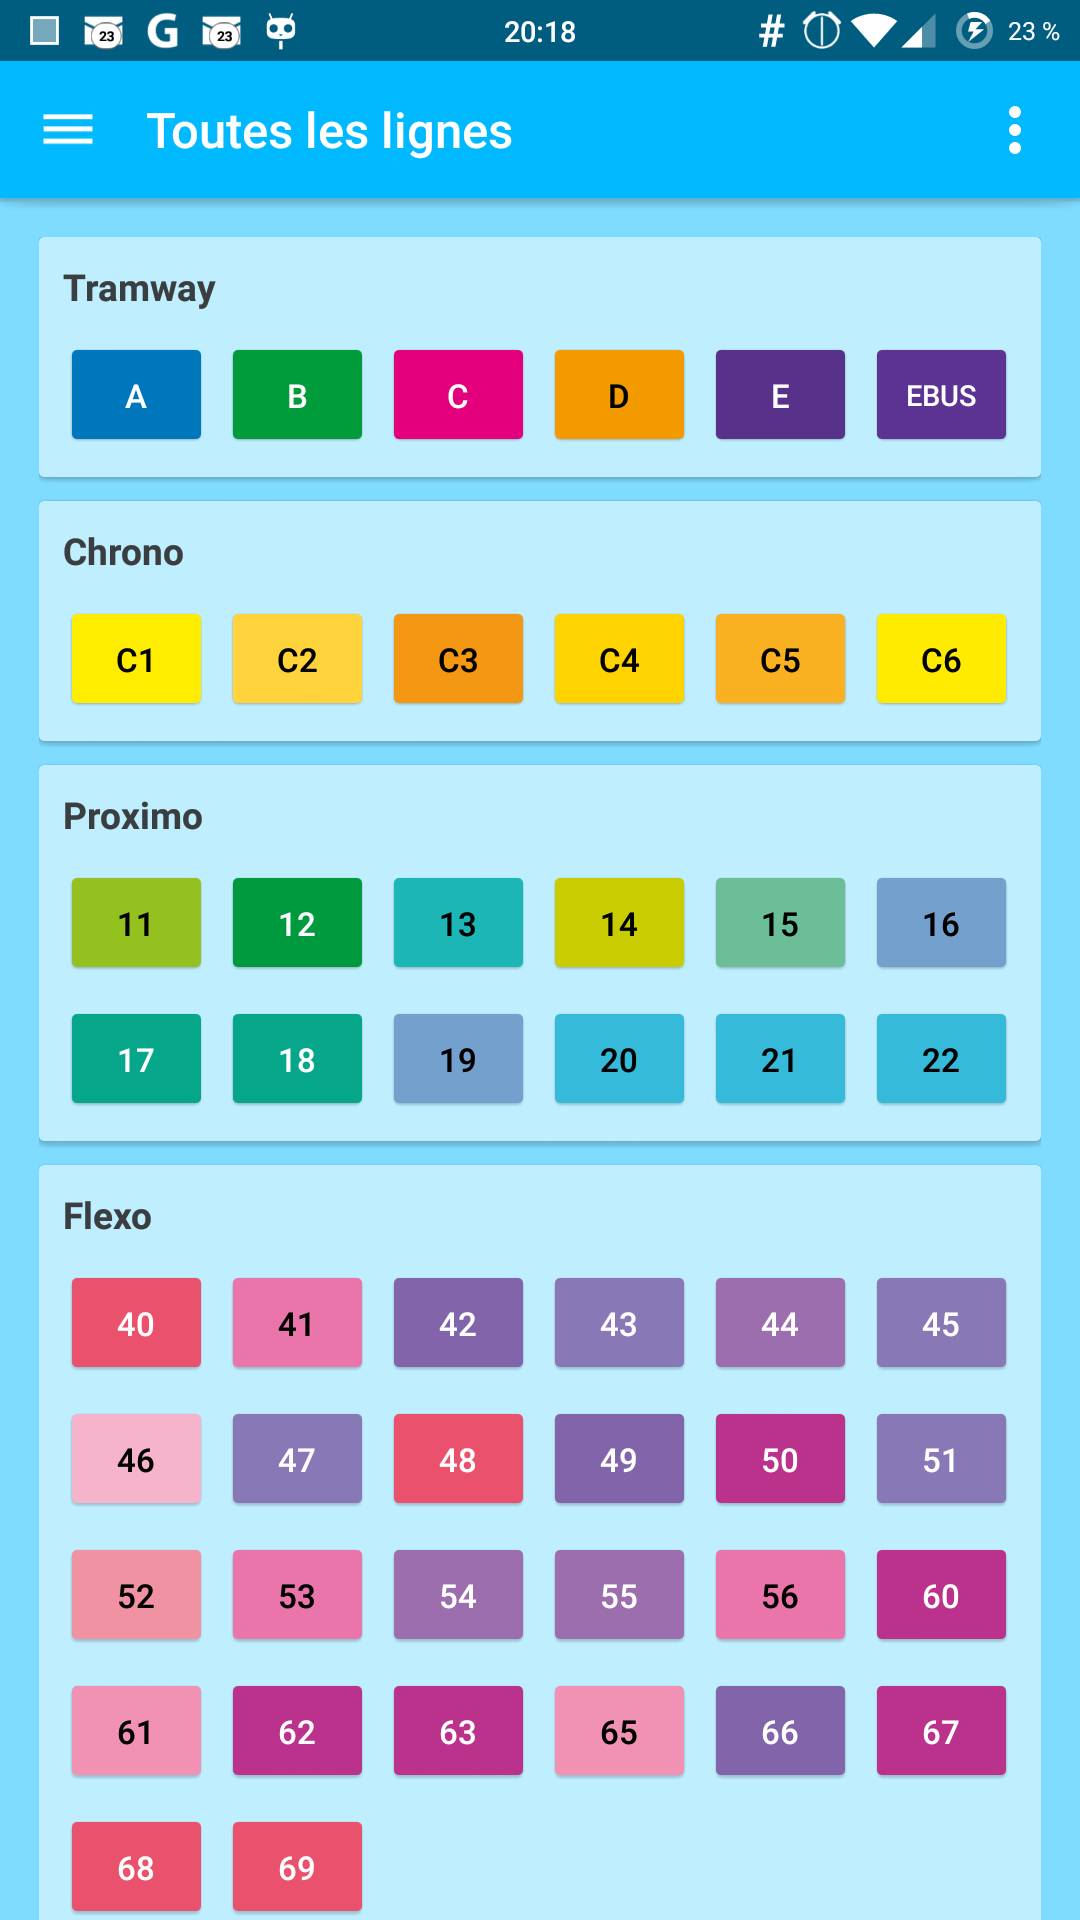 23 G 23 20:18 # 23 %
Toutes les lignes
Tramway
A B C D E EBUS
Chrono
C1 C2 C3 C4 C5 C6
Proximo
11 12 13 14 15 16
17 18 19 20 21 22
Flexo
40 41 42 43 44 45
46 47 48 49 50 51
52 53 54 55 56 60
61 62 63 65 66 67
68 69